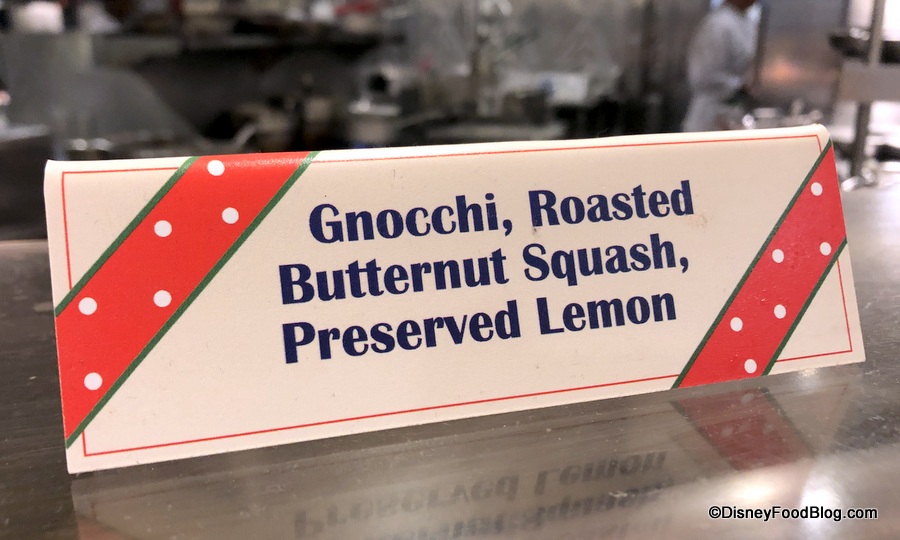 Gnocchi, Roasted
Butternut Squash,
Preserved Lemon
©DisneyFoodBlog.com